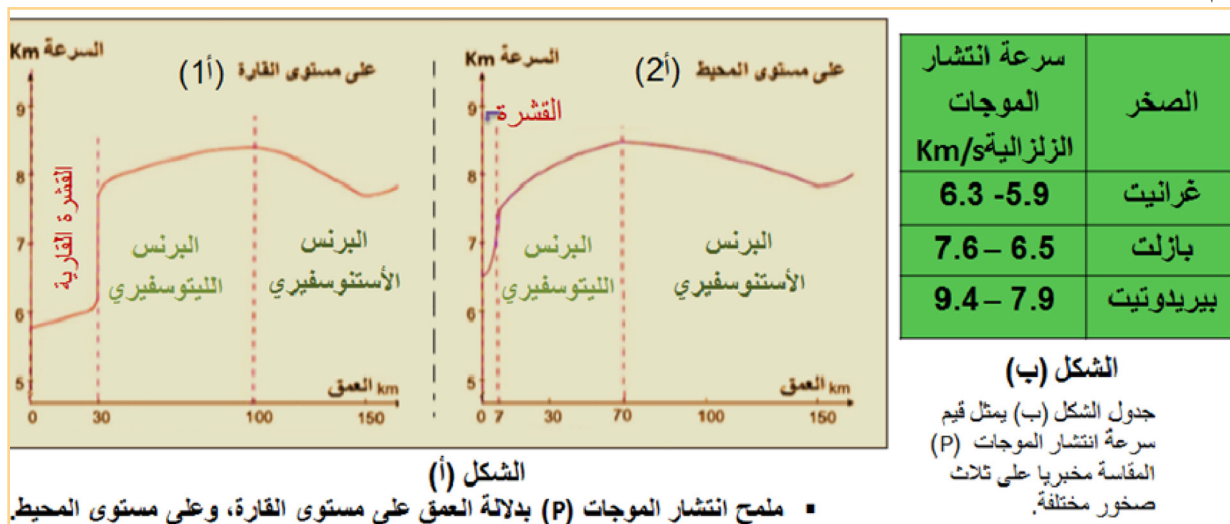 السرعة Km
على مستوى القارة (أ1)
9
8
7
6
5
القشرة القارية
البرنس
الليتوسفيري
البرنس
الأستنوسفيري
العمق km
0 30 100 150
السرعة Km
على مستوى المحيط (أ2)
القشرة
9
8
7
6
5
البرنس
الليتوسفيري
البرنس
الأستنوسفيري
العمق km
0 7 30 70 100 150
الشكل (أ)
▪ ملمح انتشار الموجات (P) بدلالة العمق على مستوى القارة، وعلى مستوى المحيط.
الصخر
سرعة انتشار
الموجات
الزلزالية Km/s
غرانيت 5.9- 6.3
بازلت 6.5 – 7.6
بيريدوتيت 7.9 – 9.4
الشكل (ب)
جدول الشكل (ب) يمثل قيم
سرعة انتشار الموجات (P)
المقاسة مخبريا على ثلاث
صخور مختلفة.